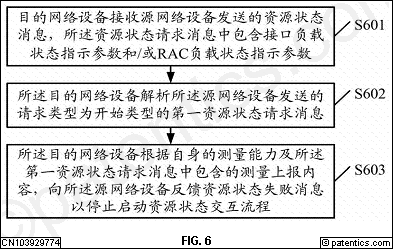 目的网络设备接收源网络设备发送的资源状态
消息，所述资源状态请求消息中包含接口负载
状态指示参数和/或RAC负载状态指示参数
S601
所述目的网络设备解析所述源网络设备发送的
请求类型为开始类型的第一资源状态请求消息
S602
所述目的网络设备根据自身的测量能力及所述
第一资源状态请求消息中包含的测量上报内
容，向所述源网络设备反馈资源状态失败消息
以停止启动资源状态交互流程
S603
CN103929774
FIG. 6
© patentics.com